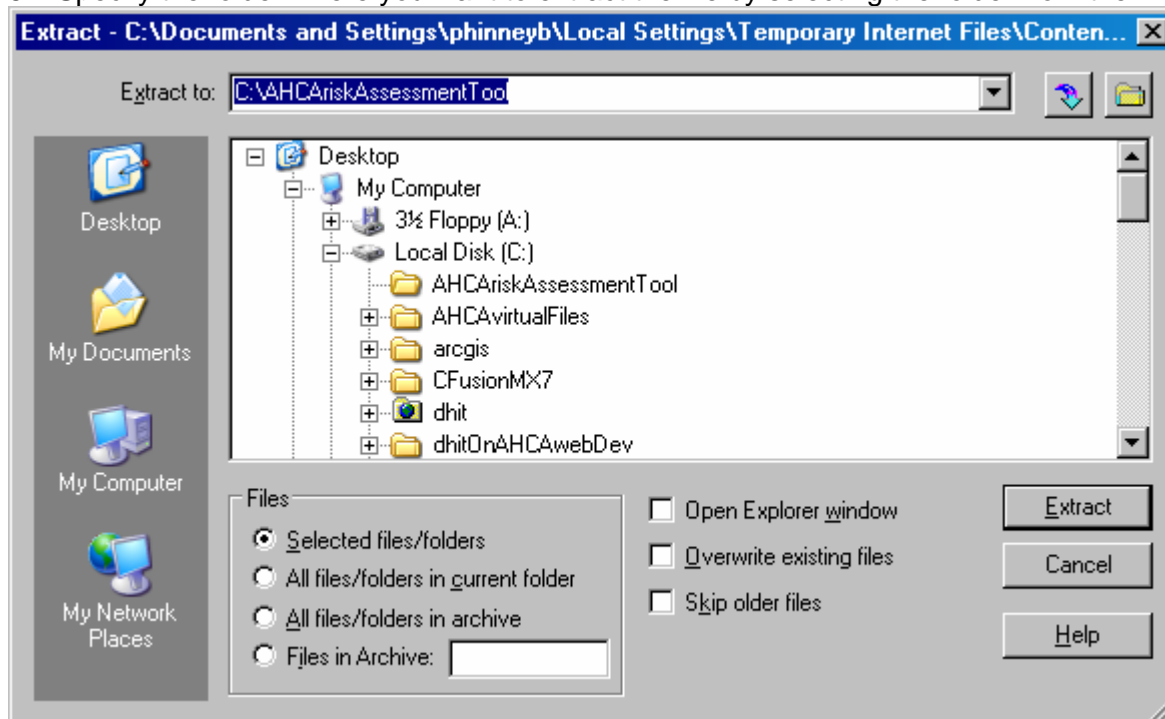 Extract - C:\Documents and Settings\phinneyb\Local Settings\Temporary Internet Files\Conten...
Extract to: C:\AHCAriskAssessmentTool
Desktop
My Documents
My Computer
My Network
Places
Desktop
My Computer
3½ Floppy (A:)
Local Disk (C:)
AHCAriskAssessmentTool
AHCAvirtualFiles
arcgis
CFusionMX7
dhit
dhitOnAHCAwebDev
Files
Selected files/folders
All files/folders in current folder
All files/folders in archive
Files in Archive:
Open Explorer window
Overwrite existing files
Skip older files
Extract
Cancel
Help